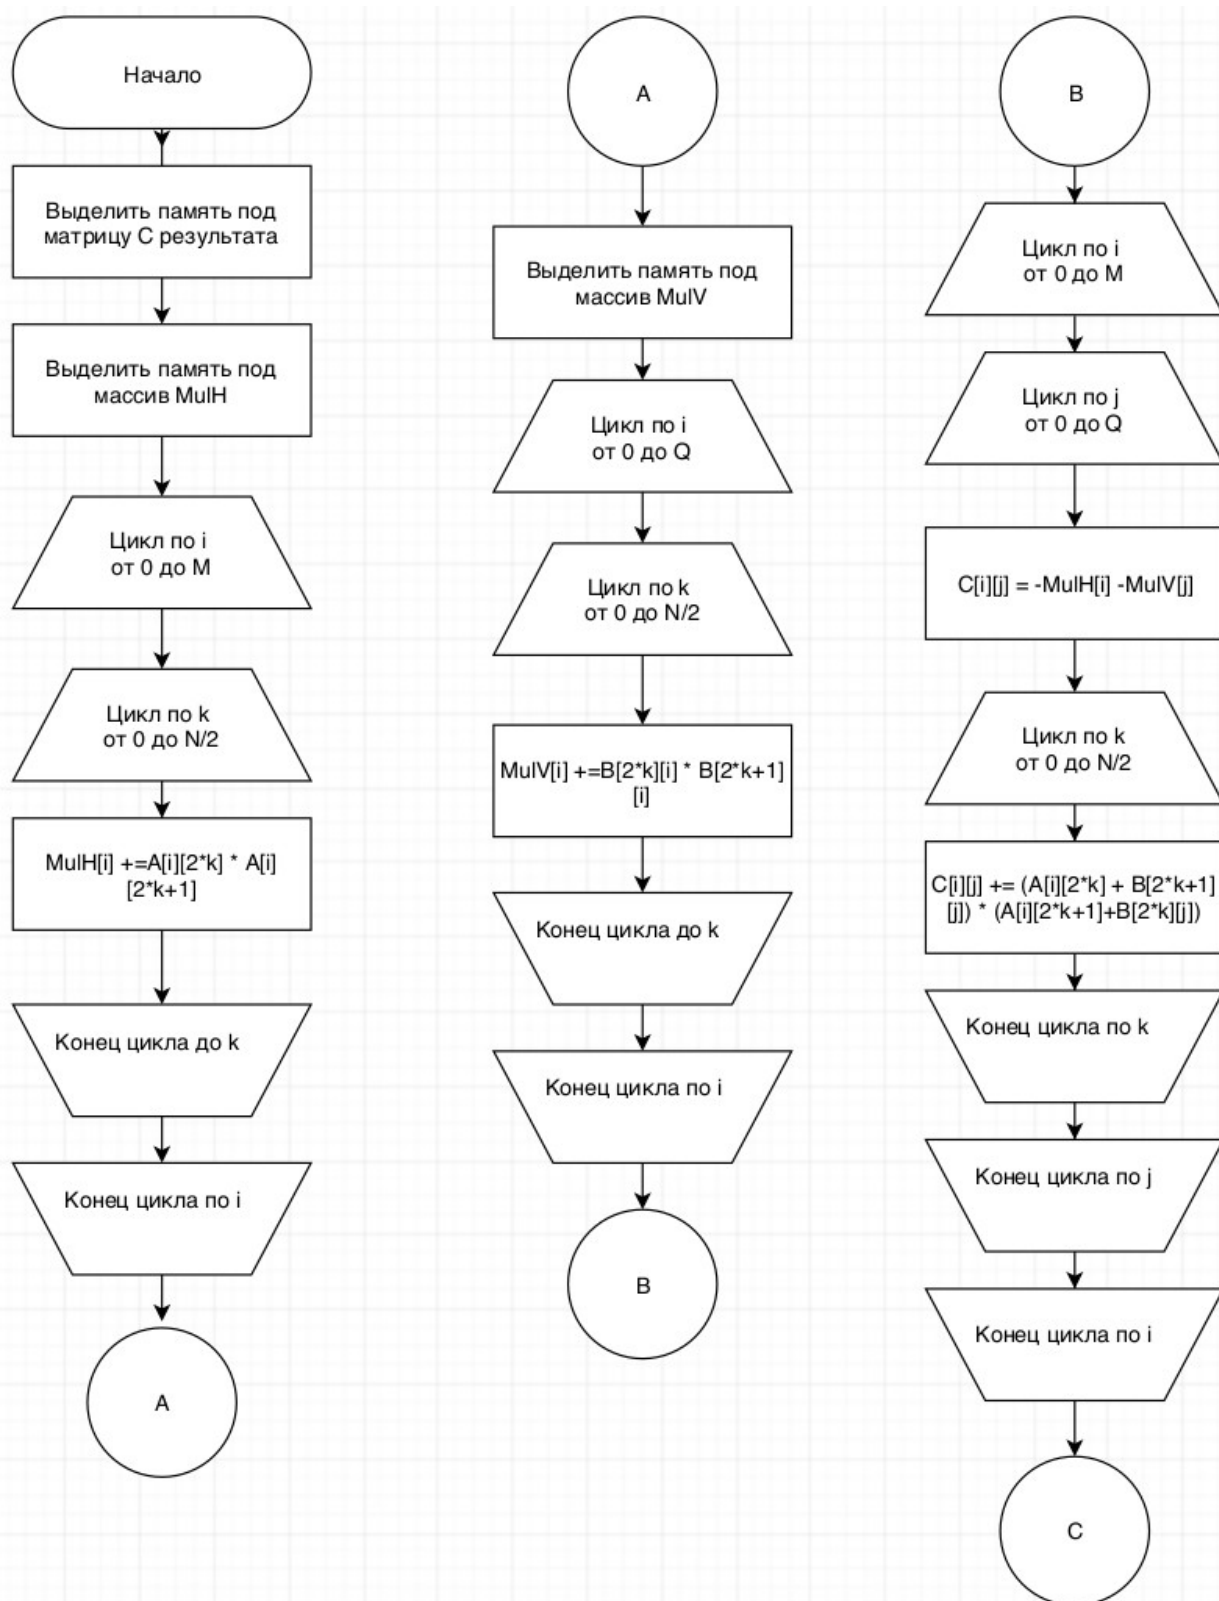 Начало
Выделить память под
матрицу C результата
Выделить память под
массив MulH
Цикл по i
от 0 до M
Цикл по k
от 0 до N/2
MulH[i] +=A[i][2*k] * A[i]
[2*k+1]
Конец цикла до k
Конец цикла по i
A
A
Выделить память под
массив MulV
Цикл по i
от 0 до Q
Цикл по k
от 0 до N/2
MulV[i] +=B[2*k][i] * B[2*k+1]
[i]
Конец цикла до k
Конец цикла по i
B
B
Цикл по i
от 0 до M
Цикл по j
от 0 до Q
C[i][j] = -MulH[i] -MulV[j]
Цикл по k
от 0 до N/2
C[i][j] += (A[i][2*k] + B[2*k+1]
[j]) * (A[i][2*k+1]+B[2*k][j])
Конец цикла по k
Конец цикла по j
Конец цикла по i
C